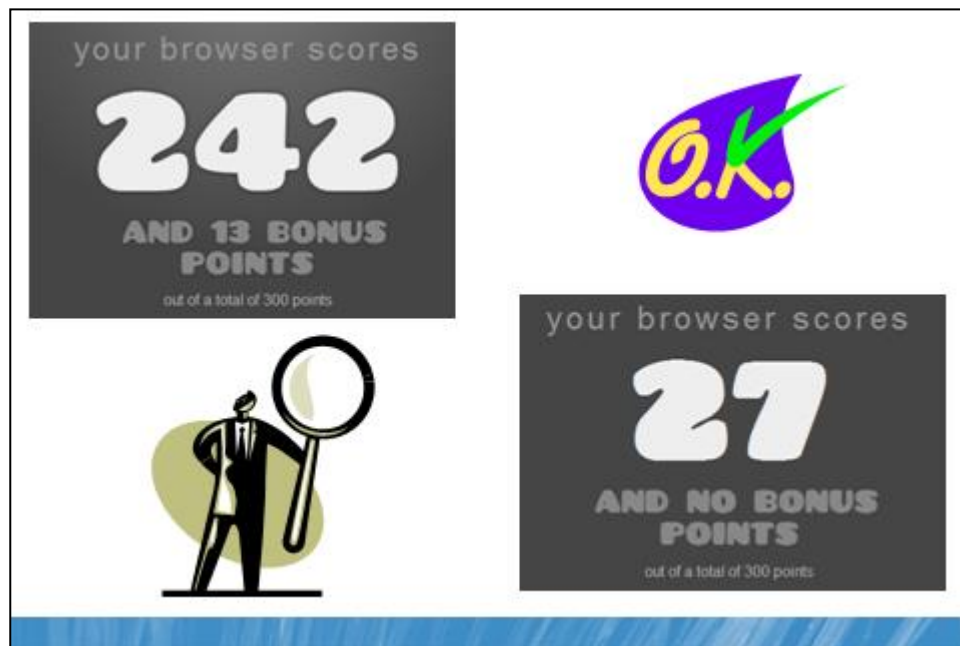 your browser scores
242
AND 13 BONUS
POINTS
out of a total of 300 points
O.K.
your browser scores
27
AND NO BONUS
POINTS
out of a total of 300 points